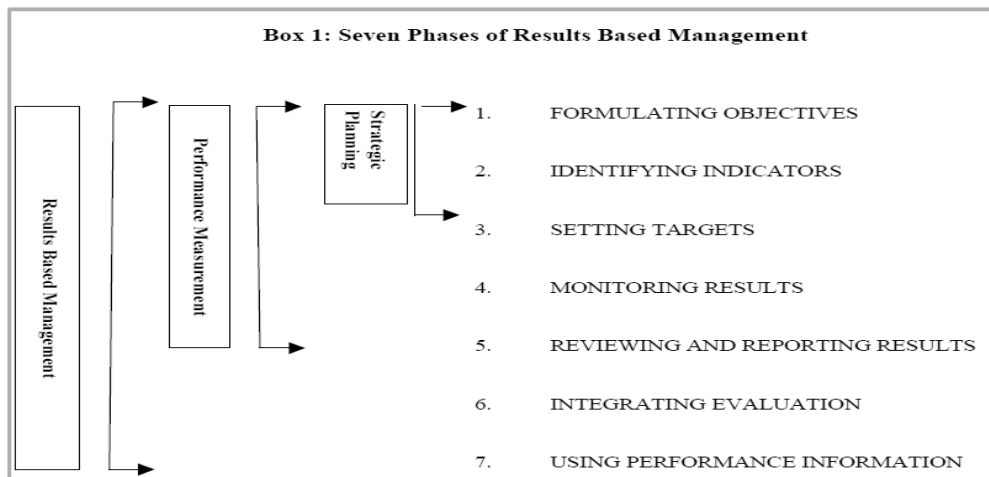 Box 1: Seven Phases of Results Based Management
Results Based Management
Performance Measurement
Strategic
Planning
1. FORMULATING OBJECTIVES
2. IDENTIFYING INDICATORS
3. SETTING TARGETS
4. MONITORING RESULTS
5. REVIEWING AND REPORTING RESULTS
6. INTEGRATING EVALUATION
7. USING PERFORMANCE INFORMATION